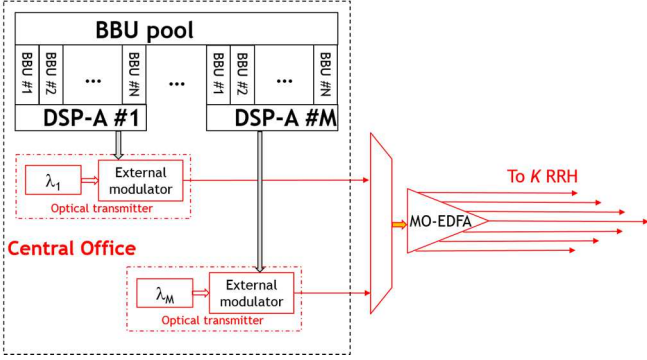 BBU pool
BBU #1
BBU #2
...
BBU #N
...
BBU #1
BBU #2
...
BBU #N
DSP-A #1
DSP-A #M
λ1
External
modulator
Optical transmitter
To K RRH
MO-EDFA
Central Office
λM
External
modulator
Optical transmitter